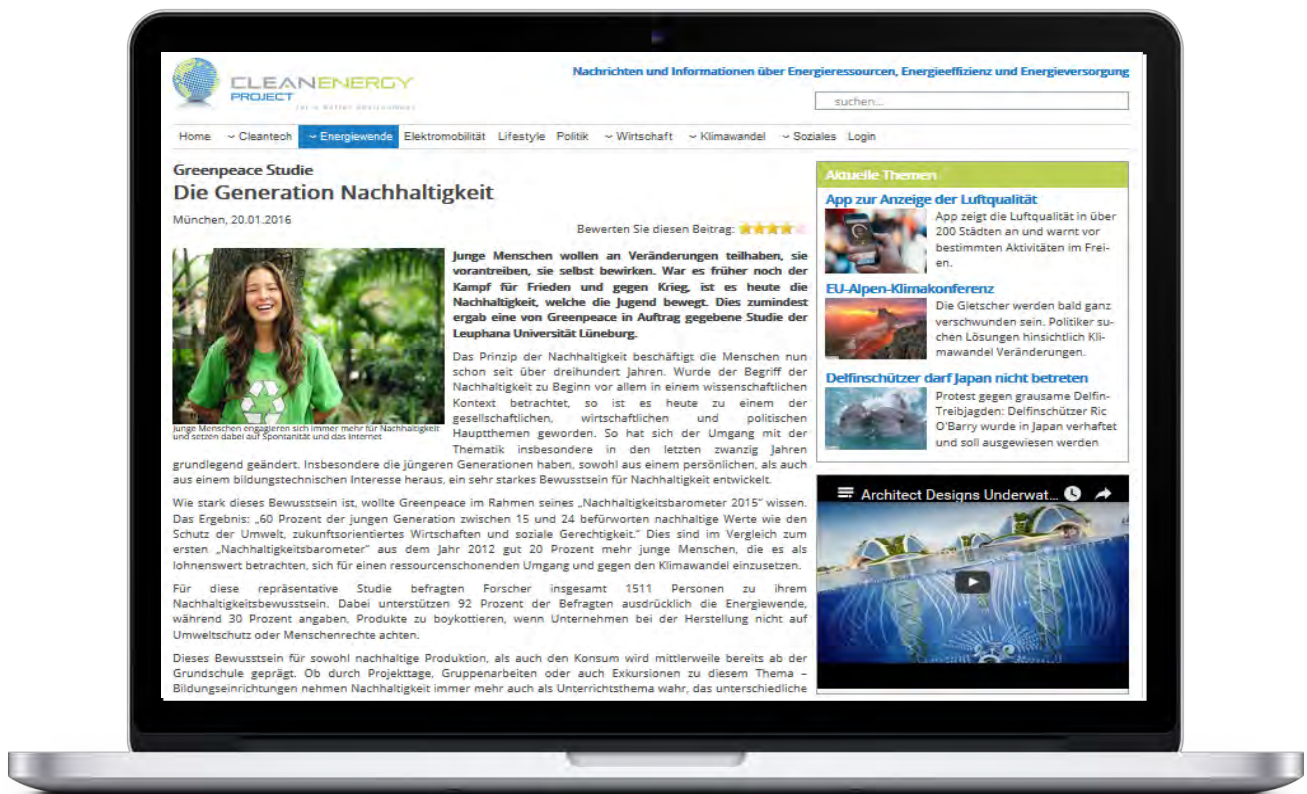 CLEANENERGY
PROJECT
Nachrichten und Informationen über Energieressourcen, Energieeffizienz und Energieversorgung
suchen...
Home Cleantech Energiewende Elektromobilität Lifestyle Politik Wirtschaft Klimawandel Soziales Login
Greenpeace Studie
Die Generation Nachhaltigkeit
München, 20.01.2016
Bewerten Sie diesen Beitrag:
Junge Menschen engagieren sich immer mehr für Nachhaltigkeit
und setzen dabei auf Spontanität und das Internet
Junge Menschen wollen an Veränderungen teilhaben, sie
vorantreiben, sie selbst bewirken. War es früher noch der
Kampf für Frieden und gegen Krieg, ist es heute die
Nachhaltigkeit, welche die Jugend bewegt. Dies zumindest
ergab eine von Greenpeace in Auftrag gegebene Studie der
Leuphana Universität Lüneburg.
Das Prinzip der Nachhaltigkeit beschäftigt die Menschen nun
schon seit über dreihundert Jahren. Wurde der Begriff der
Nachhaltigkeit zu Beginn vor allem in einem wissenschaftlichen
Kontext betrachtet, so ist es heute zu einem der
gesellschaftlichen, wirtschaftlichen und politischen
Hauptthemen geworden. So hat sich der Umgang mit der
Thematik insbesondere in den letzten zwanzig Jahren
grundlegend geändert. Insbesondere die jüngeren Generationen haben, sowohl aus einem persönlichen, als auch
aus einem bildungstechnischen Interesse heraus, ein sehr starkes Bewusstsein für Nachhaltigkeit entwickelt.
Wie stark dieses Bewusstsein ist, wollte Greenpeace im Rahmen seines „Nachhaltigkeitsbarometer 2015“ wissen.
Das Ergebnis: „60 Prozent der jungen Generation zwischen 15 und 24 befürworten nachhaltige Werte wie den
Schutz der Umwelt, zukunftsorientiertes Wirtschaften und soziale Gerechtigkeit.“ Dies sind im Vergleich zum
ersten „Nachhaltigkeitsbarometer“ aus dem Jahr 2012 gut 20 Prozent mehr junge Menschen, die es als
lohnenswert betrachten, sich für einen ressourcenschonenden Umgang und gegen den Klimawandel einzusetzen.
Für diese repräsentative Studie befragten Forscher insgesamt 1511 Personen zu ihrem
Nachhaltigkeitsbewusstsein. Dabei unterstützen 92 Prozent der Befragten ausdrücklich die Energiewende,
während 30 Prozent angaben, Produkte zu boykottieren, wenn Unternehmen bei der Herstellung nicht auf
Umweltschutz oder Menschenrechte achten.
Dieses Bewusstsein für sowohl nachhaltige Produktion, als auch den Konsum wird mittlerweile bereits ab der
Grundschule geprägt. Ob durch Projekttage, Gruppenarbeiten oder auch Exkursionen zu diesem Thema –
Bildungseinrichtungen nehmen Nachhaltigkeit immer mehr auch als Unterrichtsthema wahr, das unterschiedliche
Aktuelle Themen
App zur Anzeige der Luftqualität
App zeigt die Luftqualität in über
200 Städten an und warnt vor
bestimmten Aktivitäten im Frei-
en.
EU-Alpen-Klimakonferenz
Die Gletscher werden bald ganz
verschwunden sein. Politiker su-
chen Lösungen hinsichtlich Kli-
mawandel Veränderungen.
Delfinschützer darf Japan nicht betreten
Protest gegen grausame Delfin-
Treibjagden: Delfinschützer Ric
O'Barry wurde in Japan verhaftet
und soll ausgewiesen werden
Architect Designs Underwat...